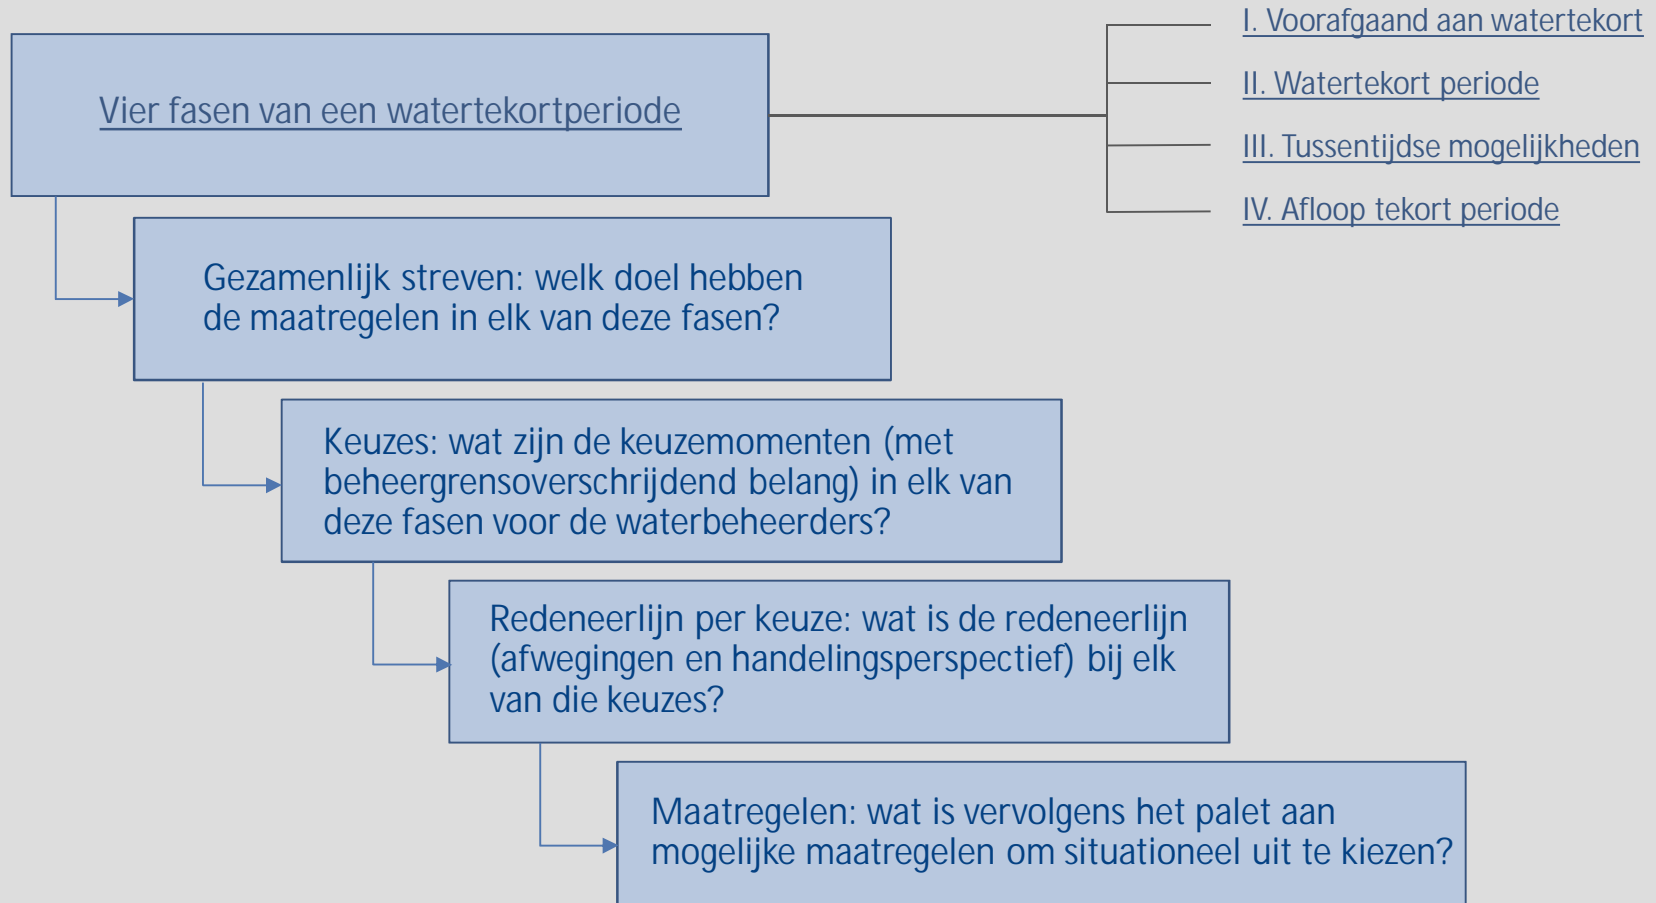 Vier fasen van een watertekortperiode
I. Voorafgaand aan watertekort
II. Watertekort periode
III. Tussentijdse mogelijkheden
IV. Afloop tekort periode
Gezamenlijk streven: welk doel hebben
de maatregelen in elk van deze fasen?
Keuzes: wat zijn de keuzemomenten (met
beheergrensoverschrijdend belang) in elk van
deze fasen voor de waterbeheerders?
Redeneerlijn per keuze: wat is de redeneerlijn
(afwegingen en handelingsperspectief) bij elk
van die keuzes?
Maatregelen: wat is vervolgens het palet aan
mogelijke maatregelen om situationeel uit te kiezen?